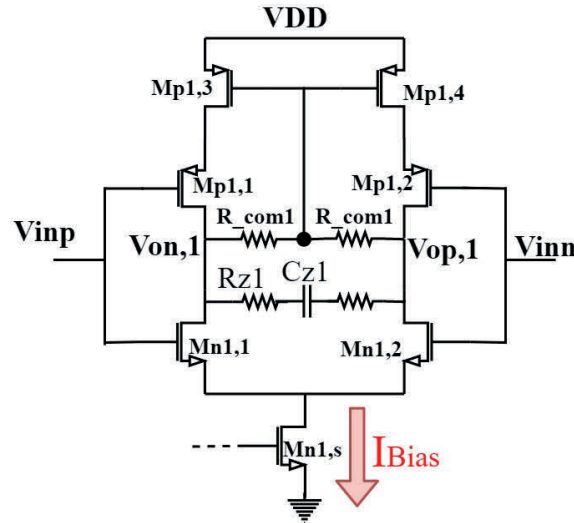 VDD
Mp1,3
Mp1,4
Mp1,1
Mp1,2
R_com1
R_com1
Vinp
Von,1
Vop,1
Vinn
Rz1
Cz1
Mn1,1
Mn1,2
Mn1,s
IBias